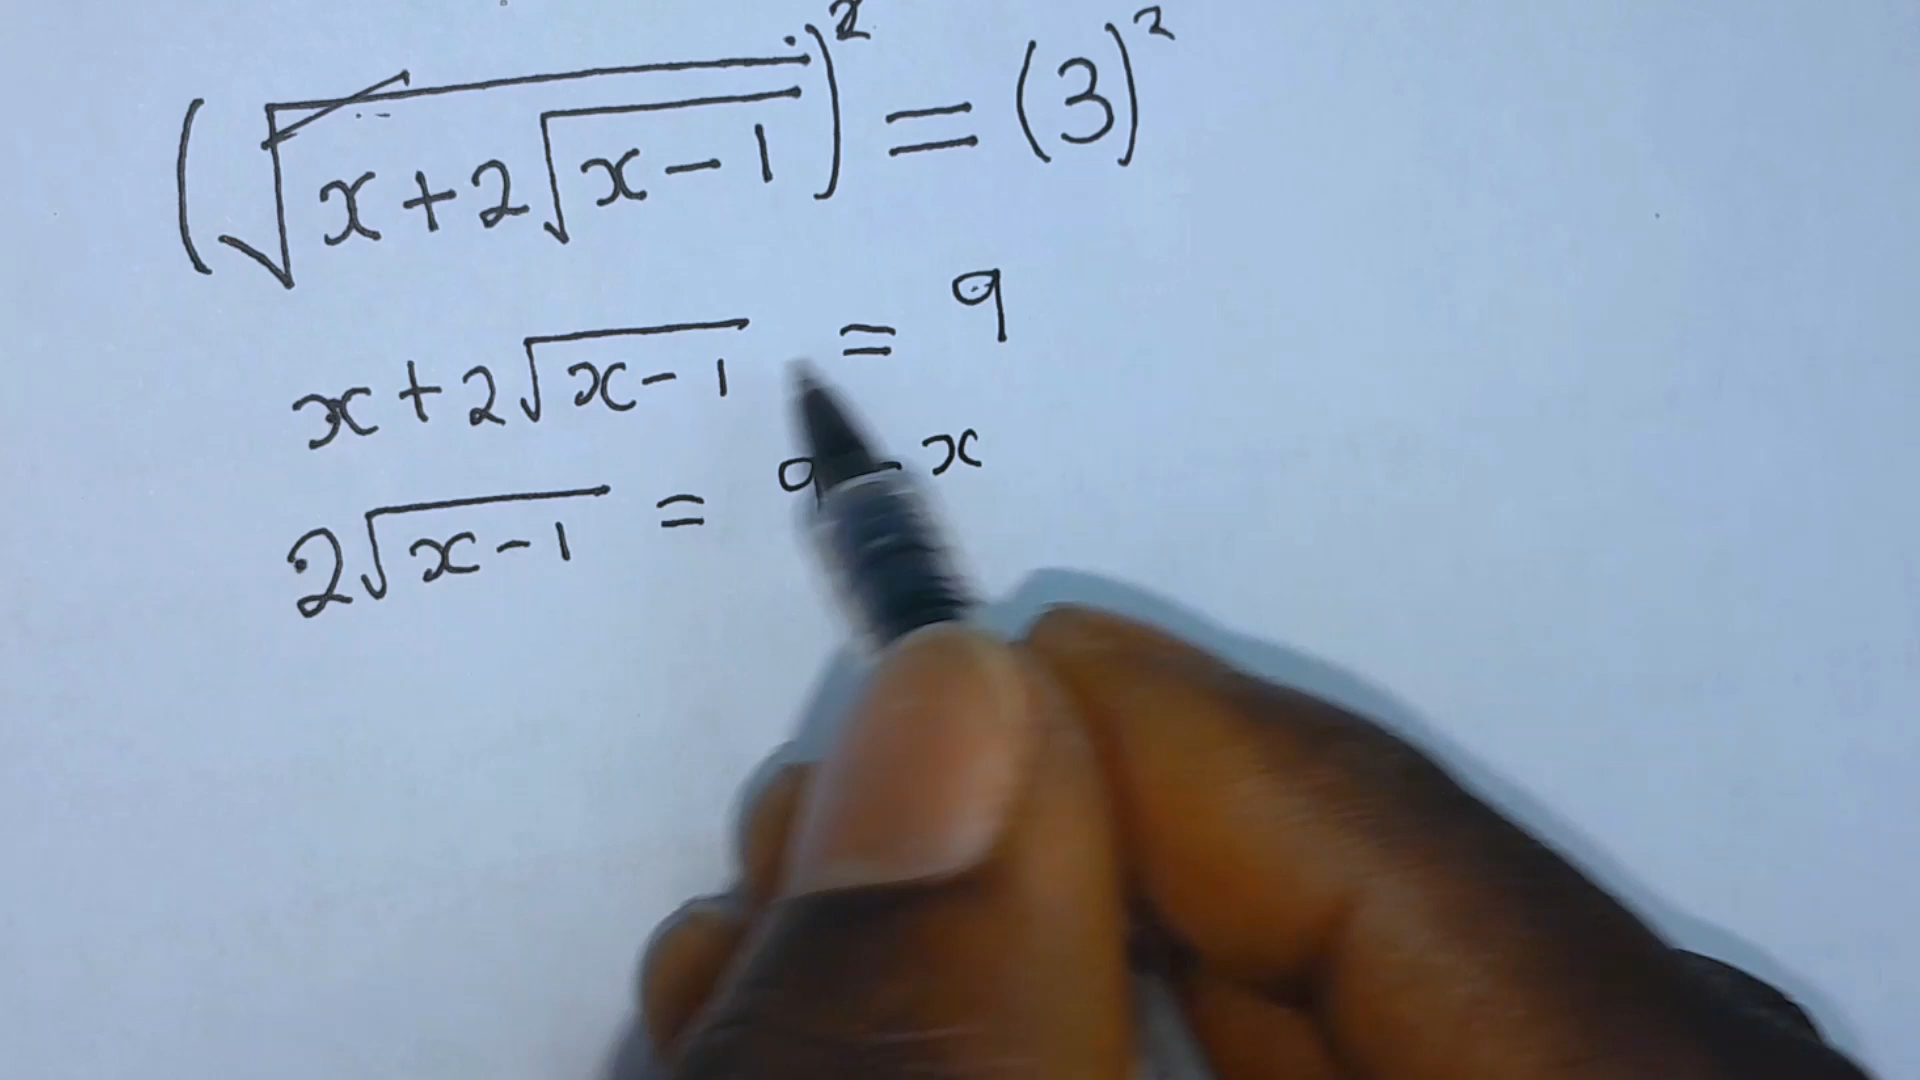 (√(x+2√(x-1)))² = (3)²
x+2√(x-1) = 9
2√(x-1) = 9-x